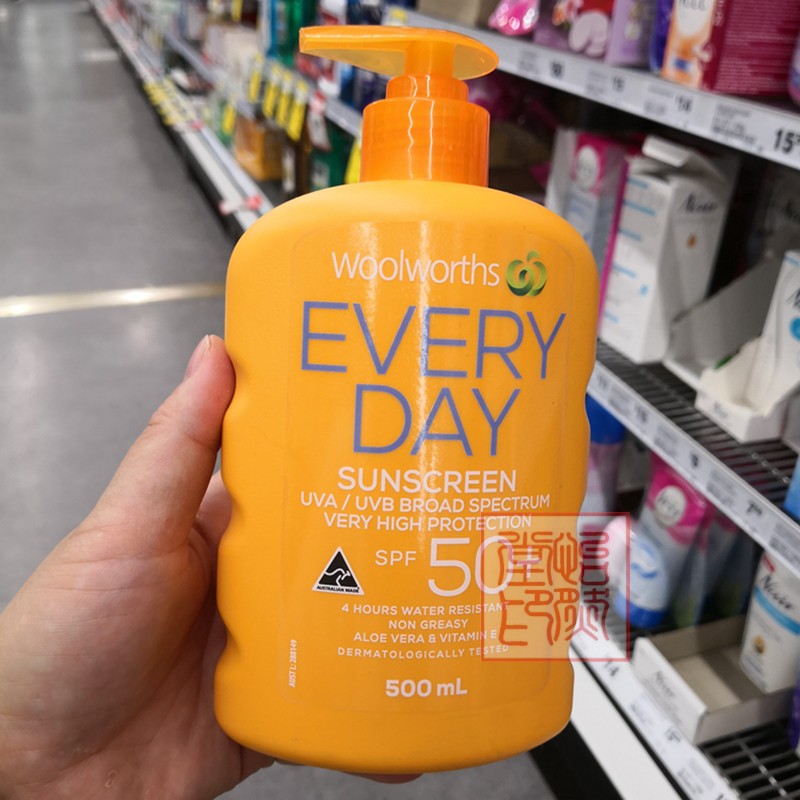 woolworths
EVERY
DAY
SUNSCREEN
UVA / UVB BROAD SPECTRUM
VERY HIGH PROTECTION
SPF 50
AUSTRALIAN MADE
4 HOURS WATER RESISTANT
NON GREASY
ALOE VERA & VITAMIN E
DERMATOLOGICALLY TESTED
500 mL
15